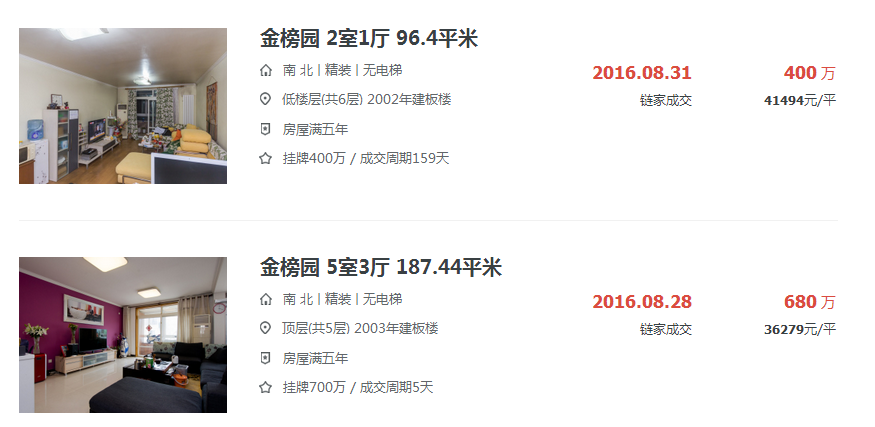 金榜园 2室1厅 96.4平米
南 北 | 精装 | 无电梯
2016.08.31
400 万
低楼层(共6层) 2002年建板楼
链家成交
41494元/平
房屋满五年
挂牌400万 / 成交周期159天
金榜园 5室3厅 187.44平米
南 北 | 精装 | 无电梯
2016.08.28
680 万
顶层(共5层) 2003年建板楼
链家成交
36279元/平
房屋满五年
挂牌700万 / 成交周期5天